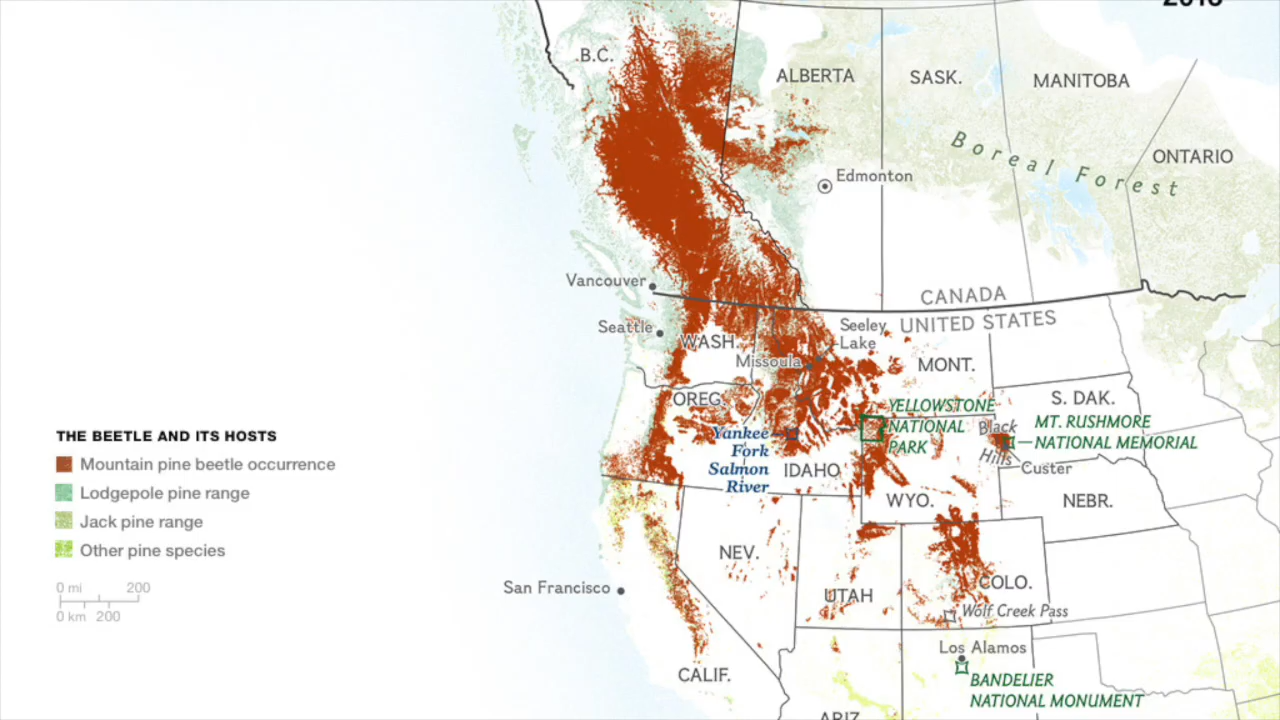 B.C.
ALBERTA
SASK.
MANITOBA
ONTARIO
Boreal Forest
Edmonton
Vancouver
CANADA
UNITED STATES
Seattle
WASH.
Seeley
Lake
Missoula
MONT.
OREG.
YELLOWSTONE
NATIONAL
PARK
S. DAK.
Black
Hills
MT. RUSHMORE
NATIONAL MEMORIAL
Custer
Yankee
Fork
Salmon
River
IDAHO
WYO.
NEBR.
THE BEETLE AND ITS HOSTS
Mountain pine beetle occurrence
Lodgepole pine range
Jack pine range
Other pine species
0 mi 200
0 km 200
NEV.
UTAH
COLO.
San Francisco
Wolf Creek Pass
Los Alamos
CALIF.
BANDELIER
NATIONAL MONUMENT
ARIZ.